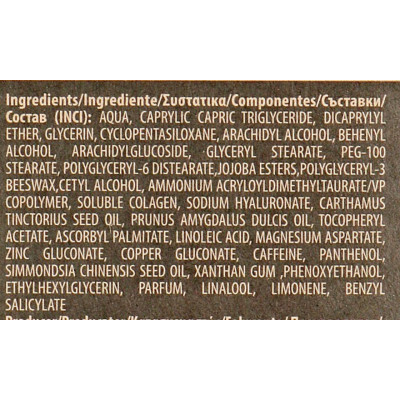 Ingredients/Ingrediente/Συστατικα/Componentes/Съставки/
Состав (INCI): AQUA, CAPRYLIC CAPRIC TRIGLYCERIDE, DICAPRYLYL
ETHER, GLYCERIN, CYCLOPENTASILOXANE, ARACHIDYL ALCOHOL, BEHENYL
ALCOHOL, ARACHIDYLGLUCOSIDE, GLYCERYL STEARATE, PEG-100
STEARATE, POLYGLYCERYL-6 DISTEARATE,JOJOBA ESTERS,POLYGLYCERYL-3
BEESWAX,CETYL ALCOHOL, AMMONIUM ACRYLOYLDIMETHYLTAURATE/VP
COPOLYMER, SOLUBLE COLAGEN, SODIUM HYALURONATE, CARTHAMUS
TINCTORIUS SEED OIL, PRUNUS AMYGDALUS DULCIS OIL, TOCOPHERYL
ACETATE, ASCORBYL PALMITATE, LINOLEIC ACID, MAGNESIUM ASPARTATE,
ZINC GLUCONATE, COPPER GLUCONATE, CAFFEINE, PANTHENOL,
SIMMONDSIA CHINENSIS SEED OIL, XANTHAN GUM ,PHENOXYETHANOL,
ETHYLHEXYLGLYCERIN, PARFUM, LINALOOL, LIMONENE, BENZYL
SALICYLATE